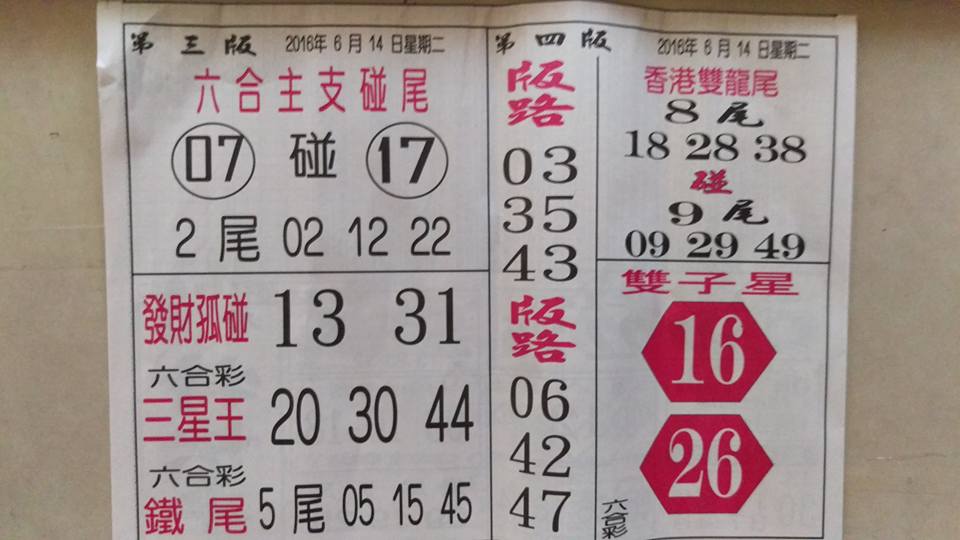 第三版 2016年6月14日星期二
六合主支碰尾
07 碰 17
2尾 02 12 22
發財孤碰 13 31
六合彩
三星王 20 30 44
六合彩
鐵尾 5尾 05 15 45
第四版 2016年6月14日星期二
版路
03
35
43
版路
06
42
47
香港雙龍尾
8尾
18 28 38
碰
9尾
09 29 49
雙子星
16
26
六合彩